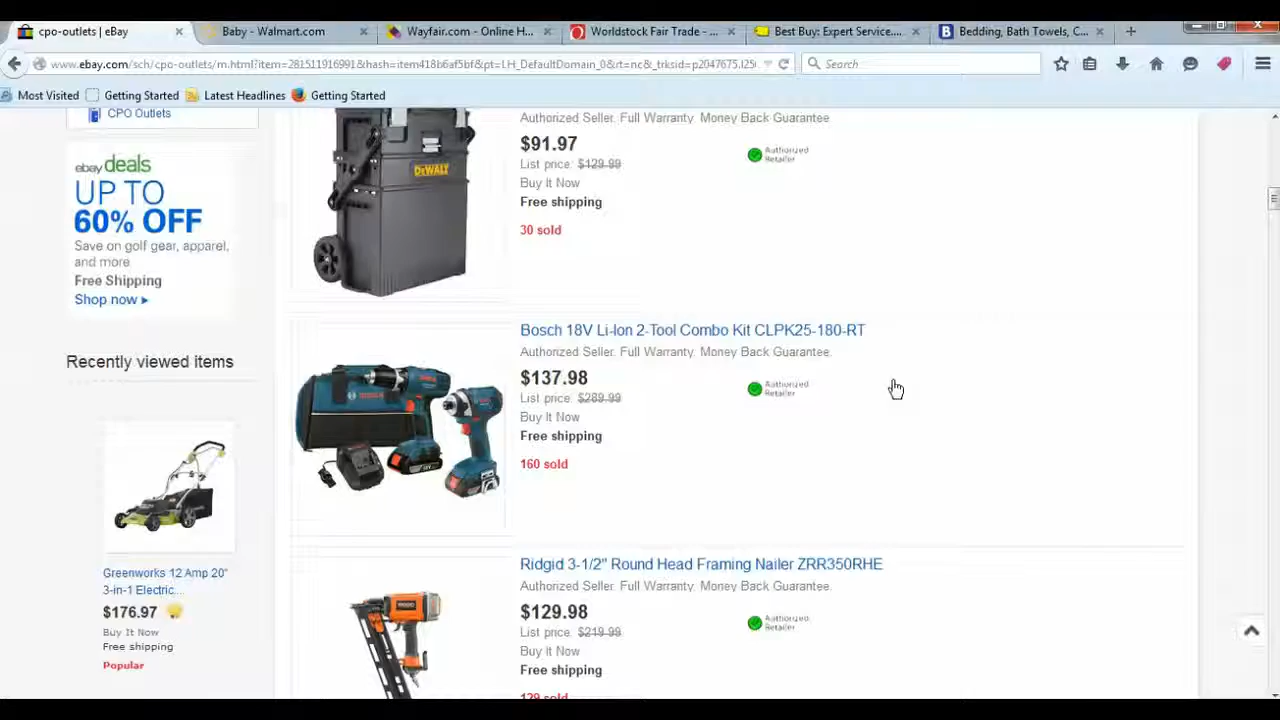 cpo-outlets | eBay
Baby - Walmart.com
Wayfair.com - Online H...
Worldstock Fair Trade - ...
Best Buy: Expert Service....
Bedding, Bath Towels, C...
www.ebay.com/sch/cpo-outlets/m.html?item=281511916991&hash=item418b6af5bf&pt=LH_DefaultDomain_0&rt=nc&_trksid=p2047675.l25
Search
Most Visited
Getting Started
Latest Headlines
Getting Started
CPO Outlets
ebay deals
UP TO
60% OFF
Save on golf gear, apparel,
and more
Free Shipping
Shop now
Recently viewed items
Greenworks 12 Amp 20"
3-in-1 Electric...
$176.97
Buy It Now
Free shipping
Popular
Authorized Seller. Full Warranty. Money Back Guarantee
$91.97
List price: $129.99
Buy It Now
Free shipping
30 sold
Authorized
Retailer
DEWALT
Bosch 18V Li-Ion 2-Tool Combo Kit CLPK25-180-RT
Authorized Seller. Full Warranty. Money Back Guarantee.
$137.98
List price: $289.99
Buy It Now
Free shipping
160 sold
Authorized
Retailer
Ridgid 3-1/2" Round Head Framing Nailer ZRR350RHE
Authorized Seller. Full Warranty. Money Back Guarantee.
$129.98
List price: $219.99
Buy It Now
Free shipping
129 sold
Authorized
Retailer